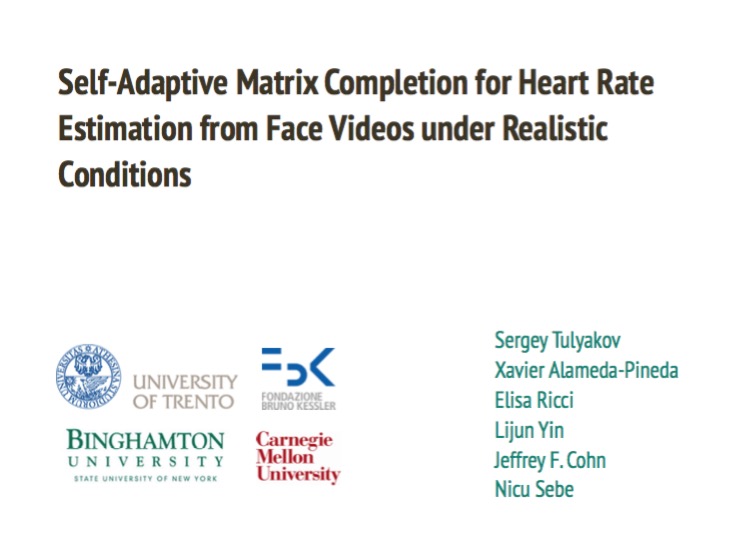 Self-Adaptive Matrix Completion for Heart Rate
Estimation from Face Videos under Realistic
Conditions
UNIVERSITY
OF TRENTO
FBK
FONDAZIONE
BRUNO KESSLER
BINGHAMTON
UNIVERSITY
STATE UNIVERSITY OF NEW YORK
Carnegie
Mellon
University
Sergey Tulyakov
Xavier Alameda-Pineda
Elisa Ricci
Lijun Yin
Jeffrey F. Cohn
Nicu Sebe